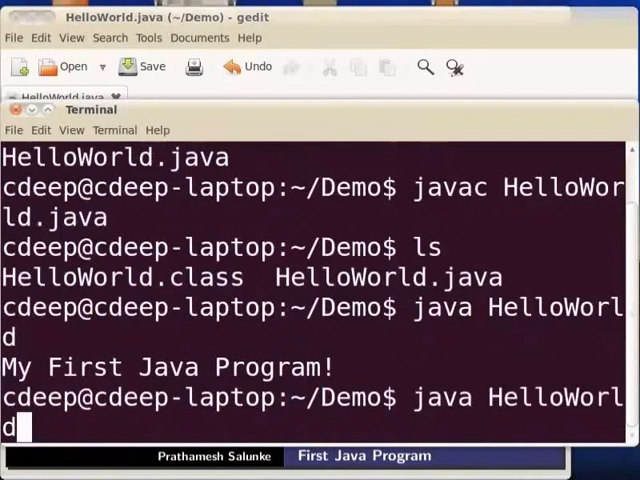 HelloWorld.java (~/Demo) - gedit
File Edit View Search Tools Documents Help
Open Save Undo
HelloWorld.java
Terminal
File Edit View Terminal Help
HelloWorld.java
cdeep@cdeep-laptop:~/Demo$ javac HelloWor
ld.java
cdeep@cdeep-laptop:~/Demo$ ls
HelloWorld.class  HelloWorld.java
cdeep@cdeep-laptop:~/Demo$ java HelloWorl
d
My First Java Program!
cdeep@cdeep-laptop:~/Demo$ java HelloWorl
d
Prathamesh Salunke First Java Program